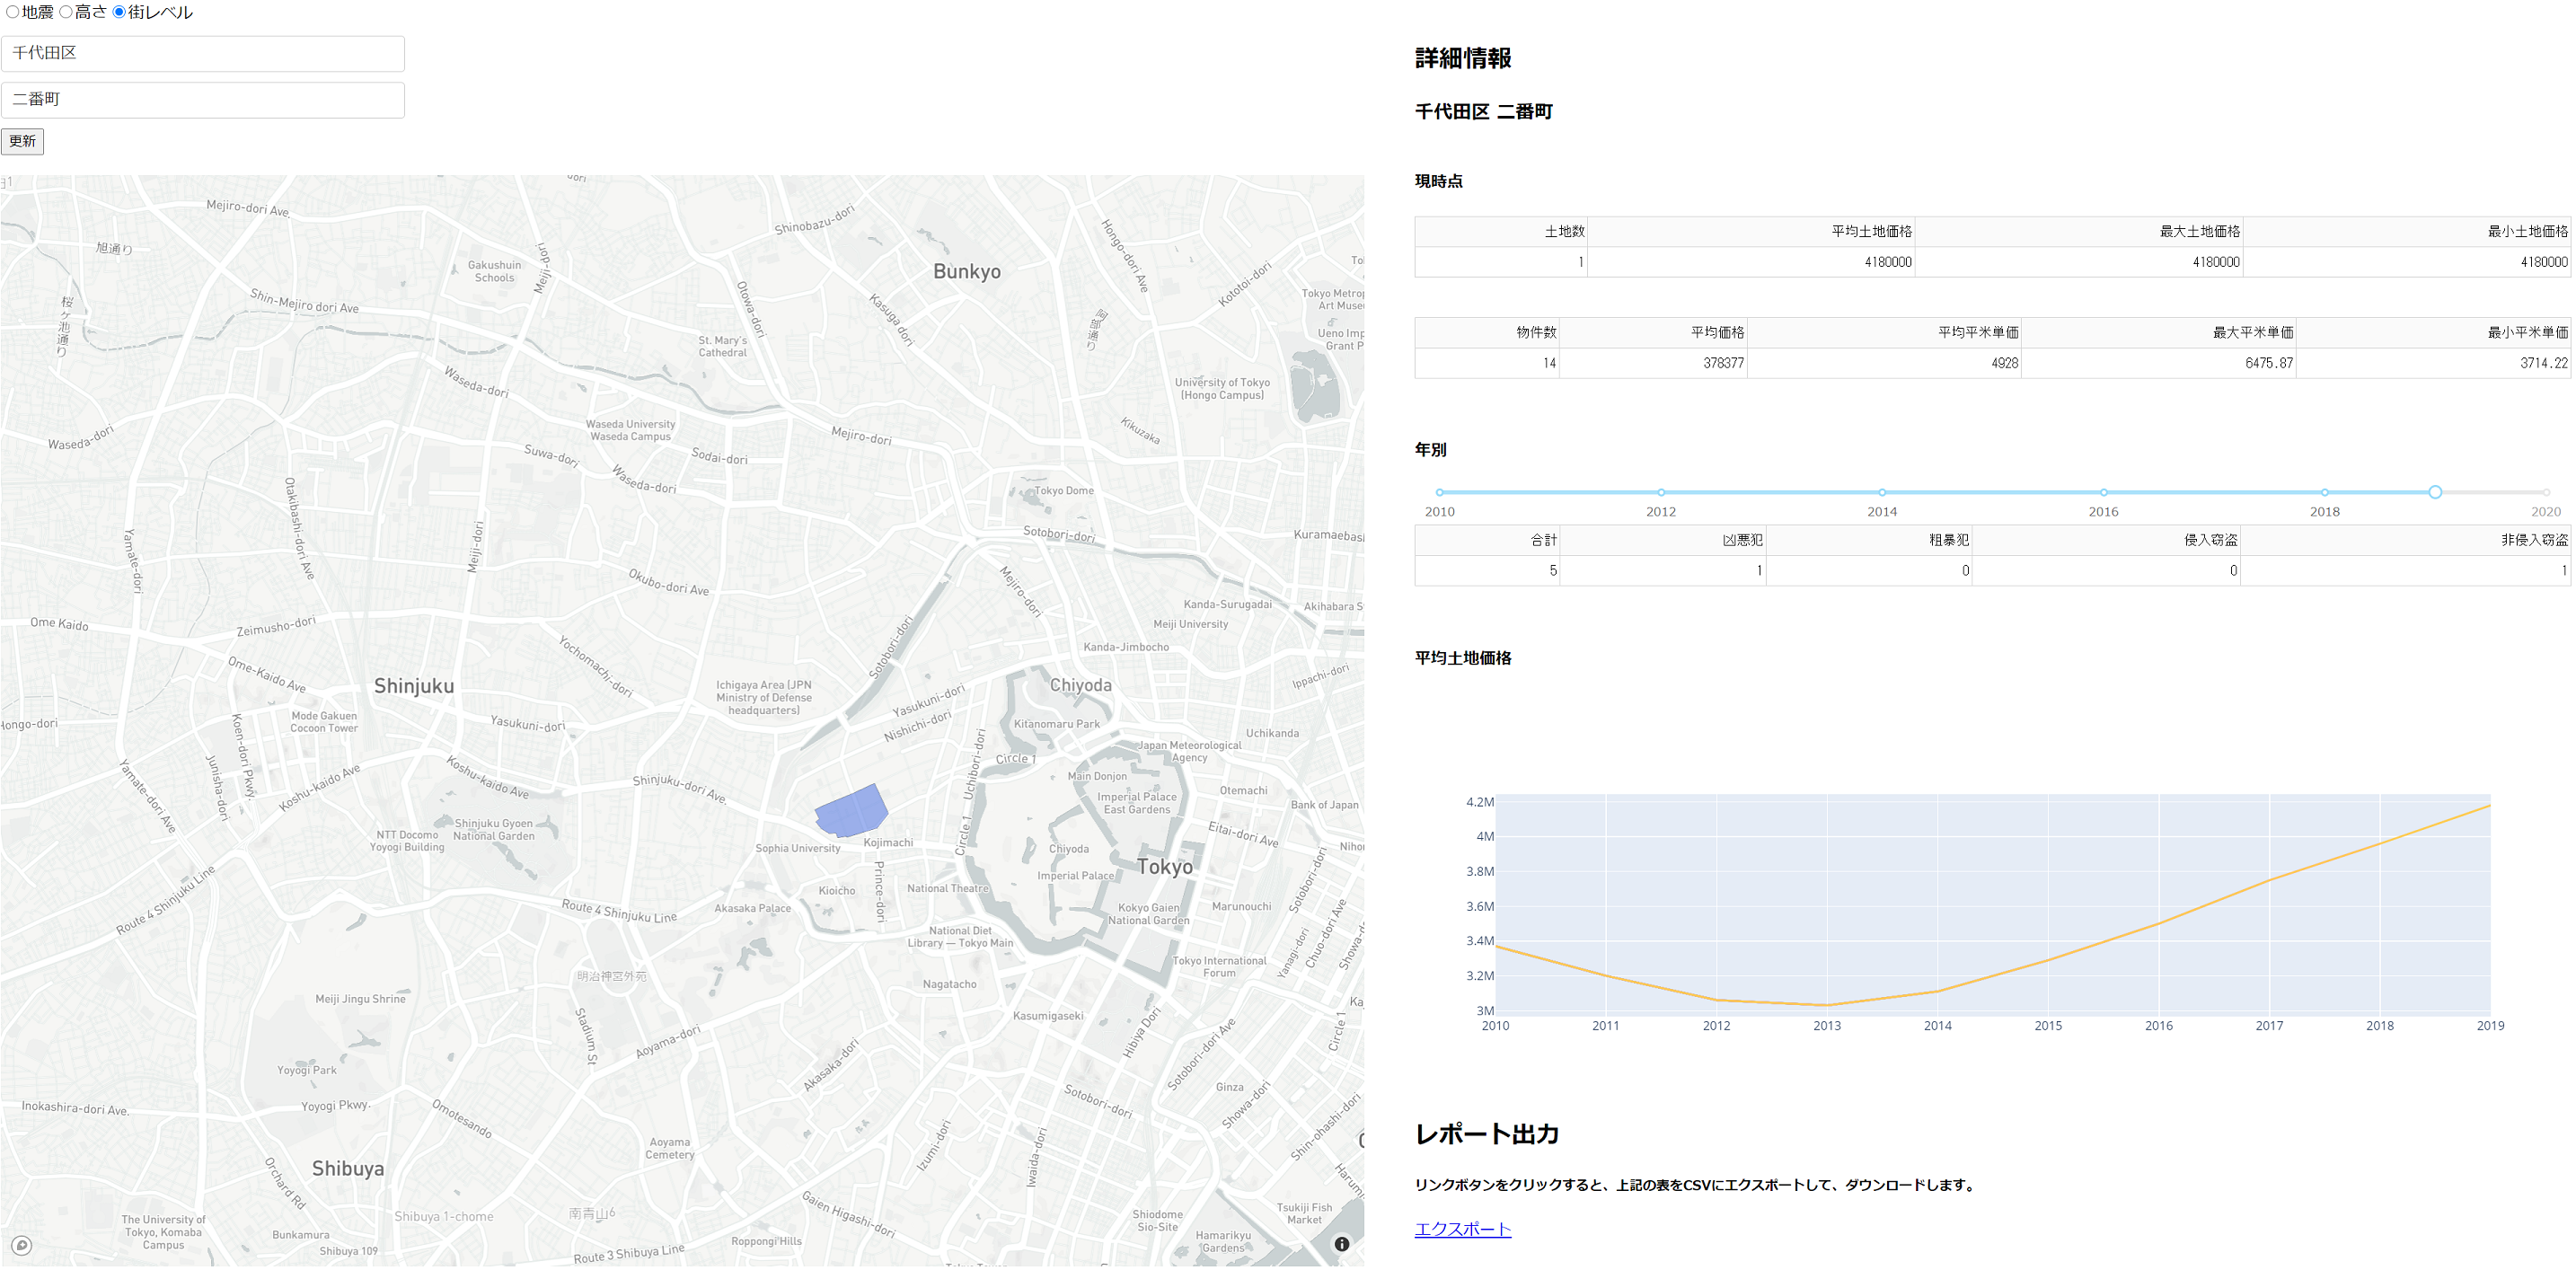 地震 高さ 街レベル
千代田区
二番町
更新
Mejiro-dori Ave.
旭通り
桜ヶ池通り
Shinobazu-dori
Hongo-dori Ave
Gakushuin
Schools
Meiji-dori
Bunkyo
Kototoi-dori
Shin-Mejiro dori Ave
Otowa-dori
Kasuga dori
阿部通り
Tokyo Metrop
Art Museu
Ueno Imp
Grant P
St. Mary's
Cathedral
Waseda-dori
University of Tokyo
(Hongo Campus)
Waseda University
Waseda Campus
Waseda-dori
Mejiro-dori
Kikuzaka
Suwa-dori
Sodai-dori
Waseda-dori
Otakibashi-dori Ave
Tokyo Dome
Yamate-dori
Meiji-dori
Sotobori-dori
Kuramaebas
Okubo-dori Ave
Mejiro-dori
Kanda-Surugadai
Akihabara S
Meiji University
Ome Kaido
Zeimusho-dori
Yochomachi-dori
Sotobori-dori
Kanda-Jimbocho
Ome-Kaido Ave
Shinjuku
Ichigaya Area (JPN
Ministry of Defense
headquarters)
Yasukuni-dori
Chiyoda
Ippachi-dori
Hongo-dori
Mode Gakuen
Cocoon Tower
Koen-dori Pkwy.
Yasukuni-dori
Nishichi-dori
Kitanomaru Park
Uchikanda
Japan Meteorological
Agency
Uchibori-dori
Circle 1
Junisha-dori
Koshu-kaido Ave
Koshu-kaido Ave
Shinjuku-dori Ave.
Main Donjon
Otemachi
Yamate-dori Ave
Imperial Palace
East Gardens
Bank of Japan
Shinjuku Gyoen
National Garden
NTT Docomo
Yoyogi Building
Sophia University
Kojimachi
Circle 1
Chiyoda
Eitai-dori Ave
Nihon
Imperial Palace
Tokyo
Route 4 Shinjuku Line
Kioicho
Prince-dori
National Theatre
Akasaka Palace
Route 4 Shinjuku Line
Kokyo Gaien
National Garden
Marunouchi
Sotobori-dori
National Diet
Library — Tokyo Main
Chuo-dori Ave
Yanagi-dori
Showa-d
Tokyo International
Forum
明治神宮外苑
Nagatacho
Meiji Jingu Shrine
Kasumigaseki
Stadium St
Hibiya Dori
Sotobori-dori Ave
Circle 1
Aoyama-dori
Akasaka-dori
Yoyogi Park
Ginza
Inokashira-dori Ave.
Yoyogi Pkwy.
Omotesando
Sotobori-dori
Showa-dori
Shin-ohashi-dori
Aoyama
Cemetery
Izumi-dori
Iwaida-dori
Shibuya
Orchard Rd
Harumi
Gaien Higashi-dori
Tsukiji Fish
Market
Shibuya 1-chome
南青山6
Shiodome
Sio-Site
The University of
Tokyo, Komaba
Campus
Bunkamura
Shibuya 109
Roppongi Hills
Route 3 Shibuya Line
Hamarikyu
Gardens
詳細情報
千代田区 二番町
現時点
土地数 平均土地価格 最大土地価格 最小土地価格
1 4180000 4180000 4180000
物件数 平均価格 平均平米単価 最大平米単価 最小平米単価
14 378377 4928 6475.87 3714.22
年別
2010 2012 2014 2016 2018 2020
合計 凶悪犯 粗暴犯 侵入窃盗 非侵入窃盗
5 1 0 0 1
平均土地価格
4.2M
4M
3.8M
3.6M
3.4M
3.2M
3M
2010 2011 2012 2013 2014 2015 2016 2017 2018 2019
レポート出力
リンクボタンをクリックすると、上記の表をCSVにエクスポートして、ダウンロードします。
エクスポート